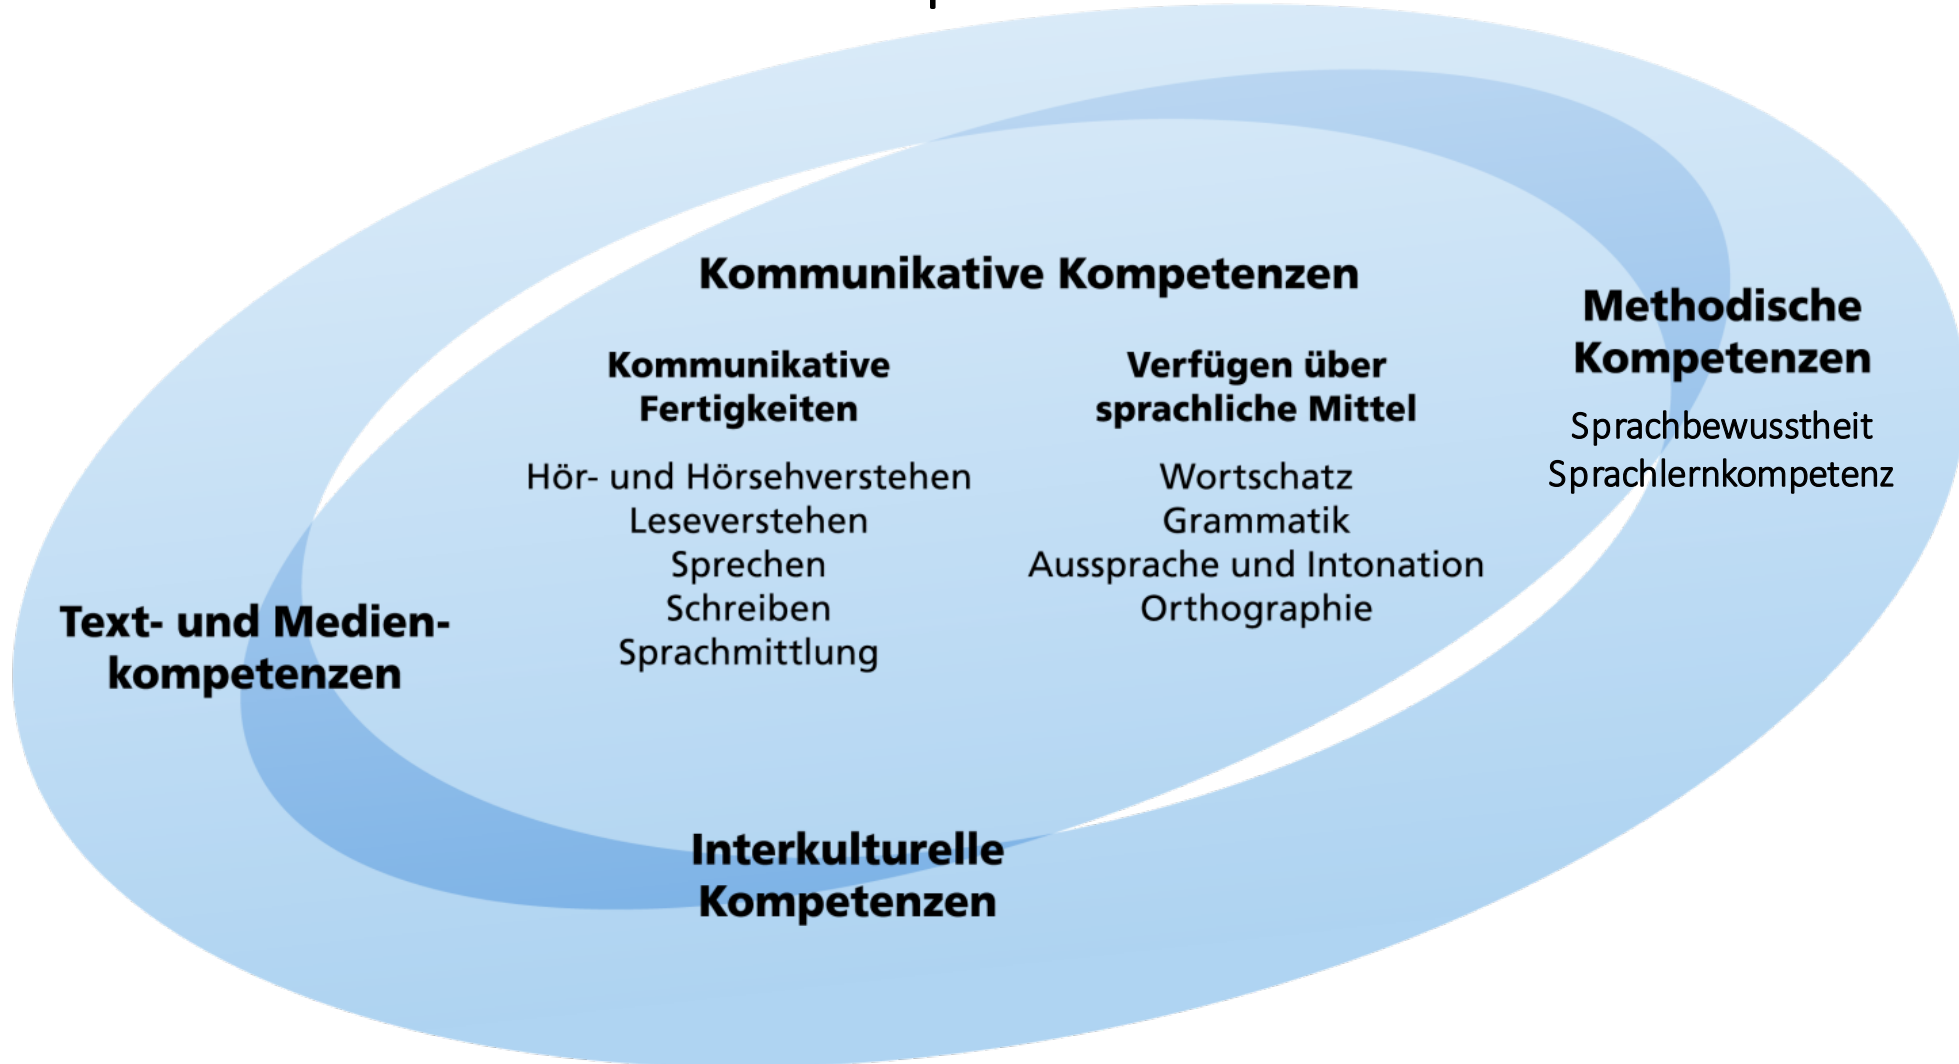 Kommunikative Kompetenzen
Kommunikative
Fertigkeiten
Hör- und Hörsehverstehen
Leseverstehen
Sprechen
Schreiben
Sprachmittlung
Verfügen über
sprachliche Mittel
Wortschatz
Grammatik
Aussprache und Intonation
Orthographie
Methodische
Kompetenzen
Sprachbewusstheit
Sprachlernkompetenz
Text- und Medien-
kompetenzen
Interkulturelle
Kompetenzen